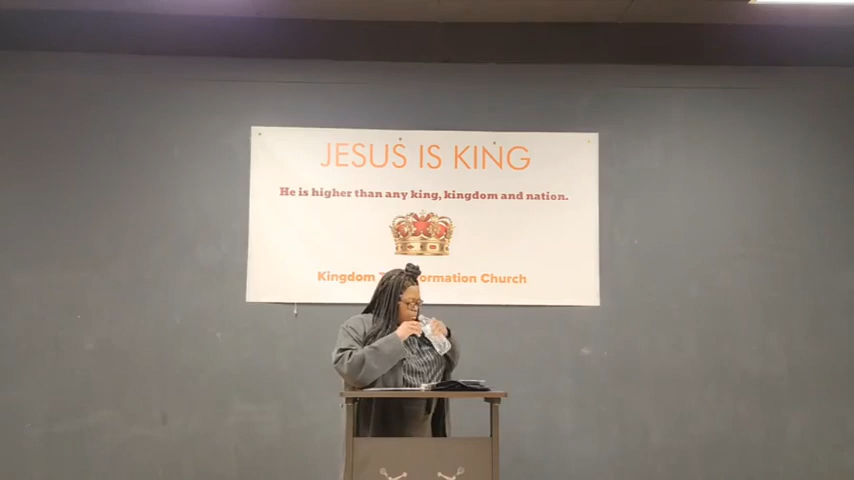 JESUS IS KING
He is higher than any king, kingdom and nation.
Kingdom Church